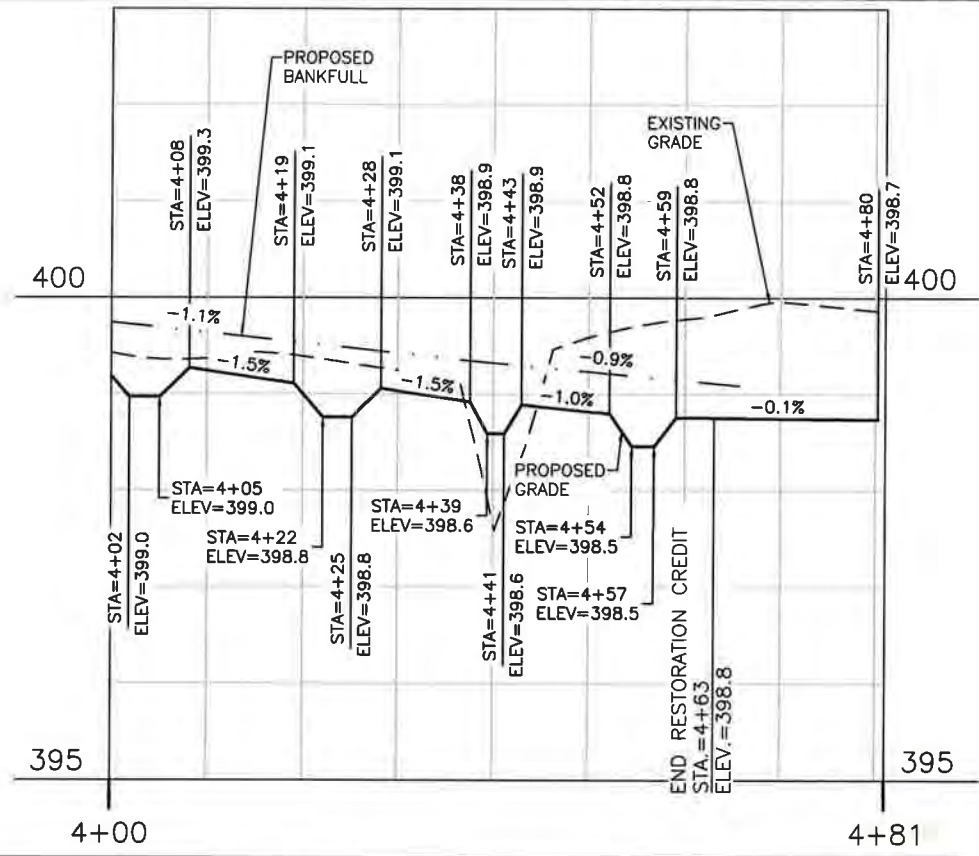 PROPOSED
BANKFULL
EXISTING
GRADE
STA=4+08
ELEV=399.3
STA=4+19
ELEV=399.1
STA=4+28
ELEV=399.1
STA=4+38
ELEV=398.9
STA=4+43
ELEV=398.9
STA=4+52
ELEV=398.8
STA=4+59
ELEV=398.8
STA=4+80
ELEV=398.7
400
400
-1.1%
-1.5%
-1.5%
-0.9%
-1.0%
-0.1%
PROPOSED
GRADE
STA=4+02
ELEV=399.0
STA=4+05
ELEV=399.0
STA=4+22
ELEV=398.8
STA=4+25
ELEV=398.8
STA=4+39
ELEV=398.6
STA=4+41
ELEV=398.6
STA=4+54
ELEV=398.5
STA=4+57
ELEV=398.5
END RESTORATION CREDIT
STA.=4+63
ELEV.=398.8
395
395
4+00
4+81